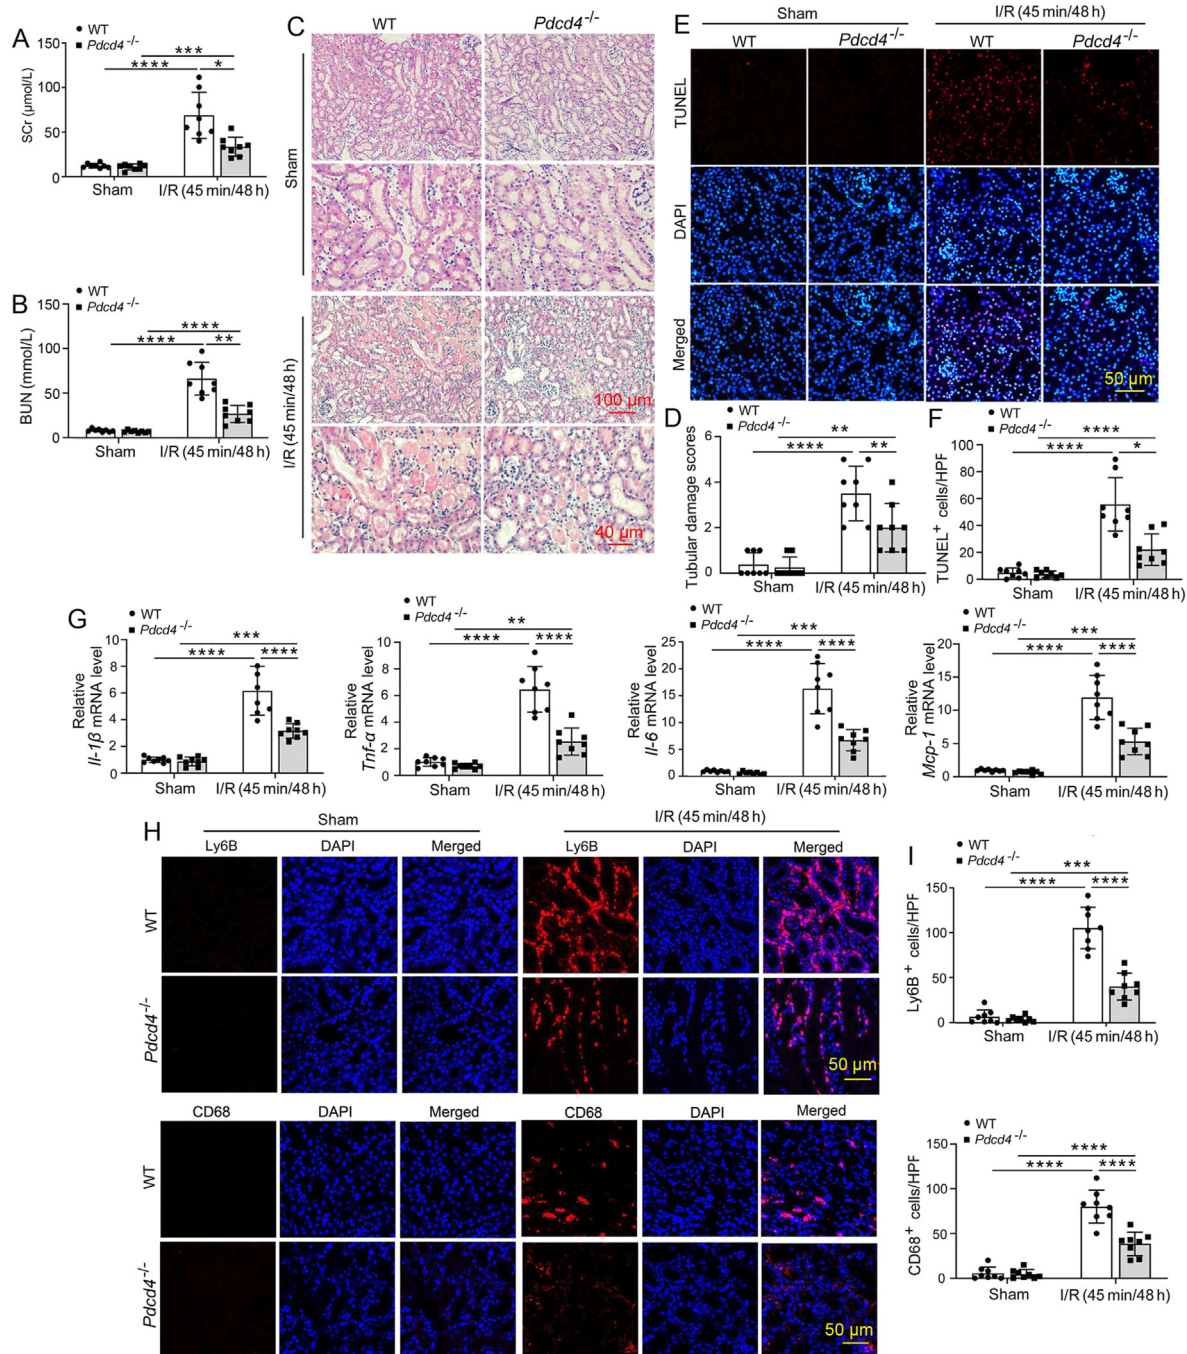 A
WT
Pdcd4-/-
***
****
*
150
100
50
0
SCr (μmol/L)
Sham
I/R (45 min/48 h)
B
WT
Pdcd4-/-
****
****
**
150
100
50
0
BUN (mmol/L)
Sham
I/R (45 min/48 h)
C
WT
Pdcd4-/-
Sham
I/R (45 min/48 h)
100 μm
40 μm
E
Sham
I/R (45 min/48 h)
WT
Pdcd4-/-
WT
Pdcd4-/-
TUNEL
DAPI
Merged
50 μm
D
WT
Pdcd4-/-
**
****
**
6
4
2
0
Tubular damage scores
Sham
I/R (45 min/48 h)
F
WT
Pdcd4-/-
****
****
*
100
80
60
40
20
0
TUNEL+ cells/HPF
Sham
I/R (45 min/48 h)
G
WT
Pdcd4-/-
***
****
****
10
8
6
4
2
0
Relative
Il-1β mRNA level
Sham
I/R (45 min/48 h)
WT
Pdcd4-/-
**
****
****
10
8
6
4
2
0
Relative
Tnf-α mRNA level
Sham
I/R (45 min/48 h)
WT
Pdcd4-/-
***
****
****
25
20
15
10
5
0
Relative
Il-6 mRNA level
Sham
I/R (45 min/48 h)
WT
Pdcd4-/-
***
****
****
20
15
10
5
0
Relative
Mcp-1 mRNA level
Sham
I/R (45 min/48 h)
H
Sham
I/R (45 min/48 h)
Ly6B
DAPI
Merged
Ly6B
DAPI
Merged
WT
Pdcd4-/-
50 μm
CD68
DAPI
Merged
CD68
DAPI
Merged
WT
Pdcd4-/-
50 μm
I
WT
Pdcd4-/-
***
****
****
150
100
50
0
Ly6B+ cells/HPF
Sham
I/R (45 min/48 h)
WT
Pdcd4-/-
****
****
****
150
100
50
0
CD68+ cells/HPF
Sham
I/R (45 min/48 h)